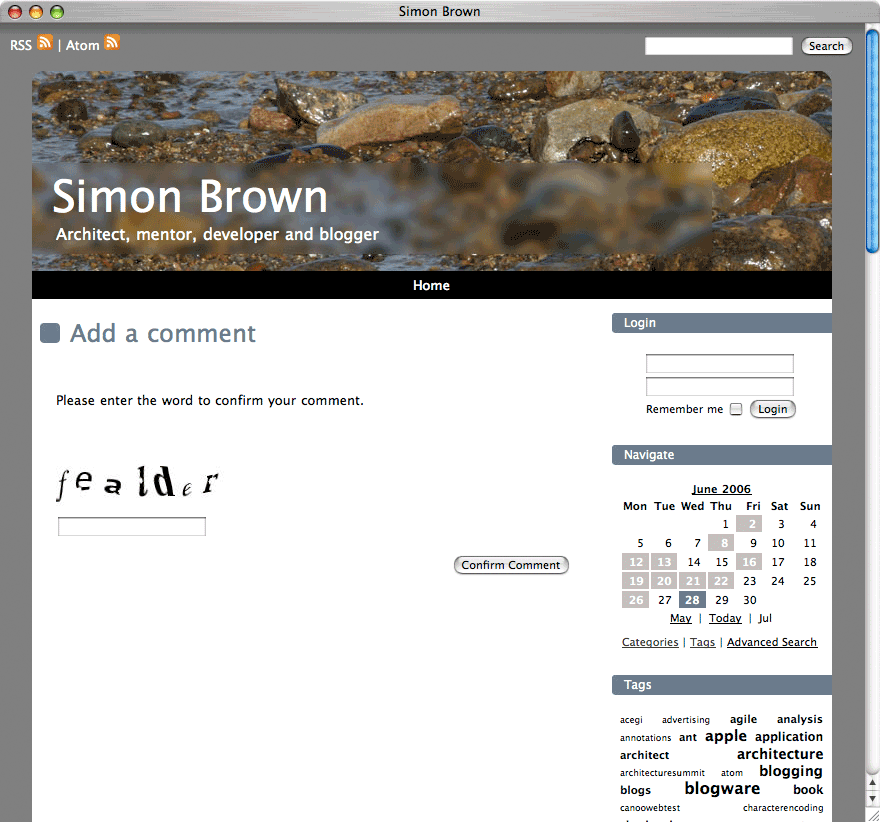 Simon Brown
RSS | Atom
Search
Simon Brown
Architect, mentor, developer and blogger
Home
Add a comment
Please enter the word to confirm your comment.
fealder
Confirm Comment
Login
Remember me Login
Navigate
June 2006
Mon Tue Wed Thu Fri Sat Sun
1 2 3 4
5 6 7 8 9 10 11
12 13 14 15 16 17 18
19 20 21 22 23 24 25
26 27 28 29 30
May | Today | Jul
Categories | Tags | Advanced Search
Tags
acegi advertising agile analysis
annotations ant apple application
architect architecture
architecturesummit atom blogging
blogs blogware book
canoowebtest characterencoding